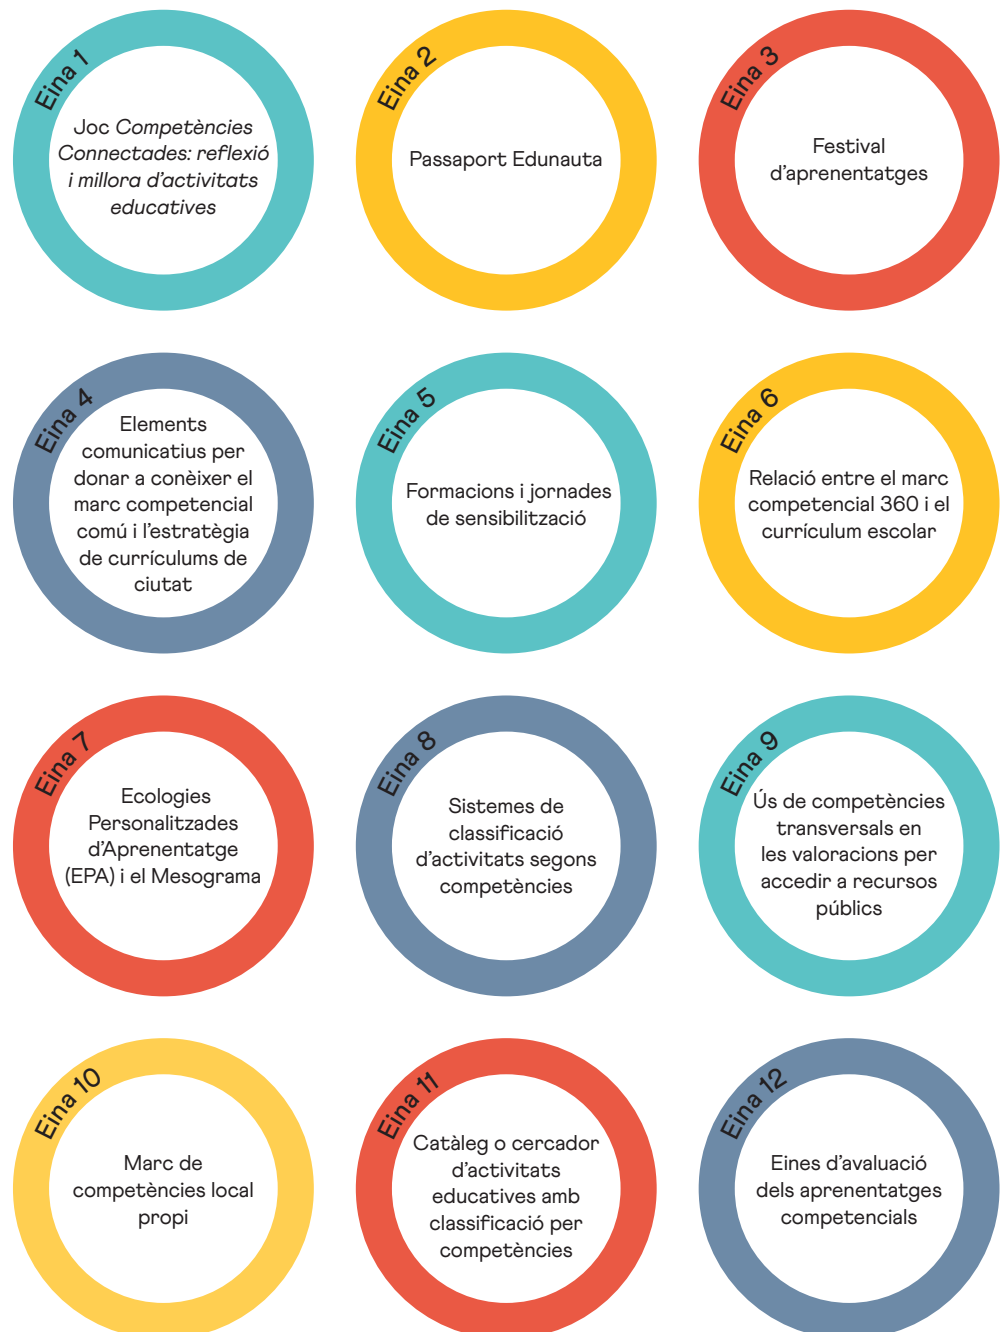 Eina 1
Joc Competències
Connectades: reflexió
i millora d'activitats
educatives
Eina 2
Passaport Edunauta
Eina 3
Festival
d'aprenentatges
Eina 4
Elements
comunicatius per
donar a conèixer el
marc competencial
comú i l'estratègia
de currículums de
ciutat
Eina 5
Formacions i jornades
de sensibilització
Eina 6
Relació entre el marc
competencial 360 i el
currículum escolar
Eina 7
Ecologies
Personalitzades
d'Aprenentatge
(EPA) i el Mesograma
Eina 8
Sistemes de
classificació
d'activitats segons
competències
Eina 9
Ús de competències
transversals en
les valoracions per
accedir a recursos
públics
Eina 10
Marc de
competències local
propi
Eina 11
Catàleg o cercador
d'activitats
educatives amb
classificació per
competències
Eina 12
Eines d'avaluació
dels aprenentatges
competencials